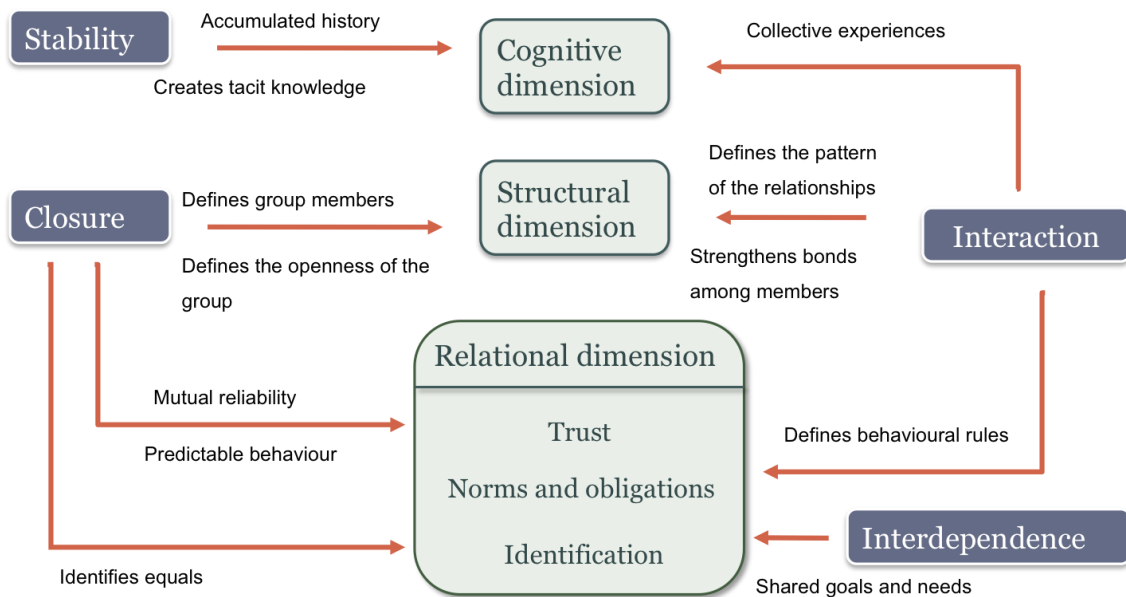 Stability
Accumulated history
Creates tacit knowledge
Cognitive
dimension
Collective experiences
Closure
Defines group members
Defines the openness of the
group
Structural
dimension
Defines the pattern
of the relationships
Strengthens bonds
among members
Interaction
Relational dimension
Trust
Norms and obligations
Identification
Mutual reliability
Predictable behaviour
Identifies equals
Defines behavioural rules
Interdependence
Shared goals and needs